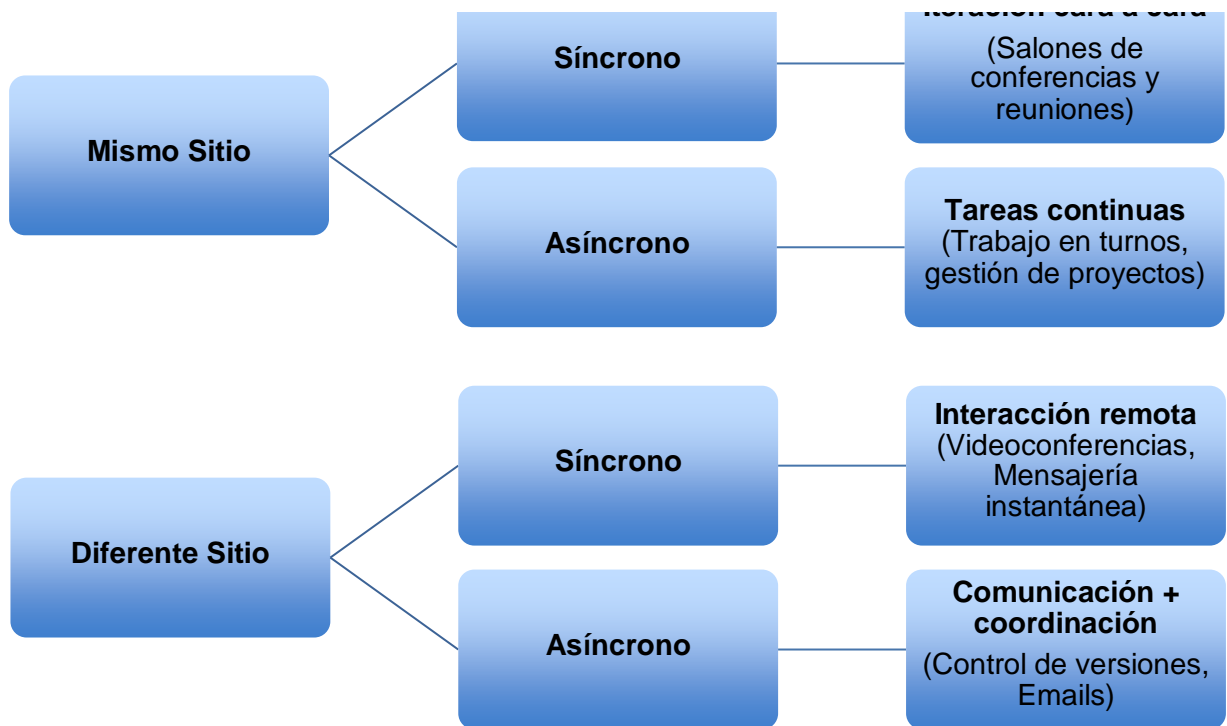 Síncrono
(Salones de
conferencias y
reuniones)
Mismo Sitio
Asíncrono
Tareas continuas
(Trabajo en turnos,
gestión de proyectos)
Síncrono
Interacción remota
(Videoconferencias,
Mensajería
instantánea)
Diferente Sitio
Asíncrono
Comunicación +
coordinación
(Control de versiones,
Emails)